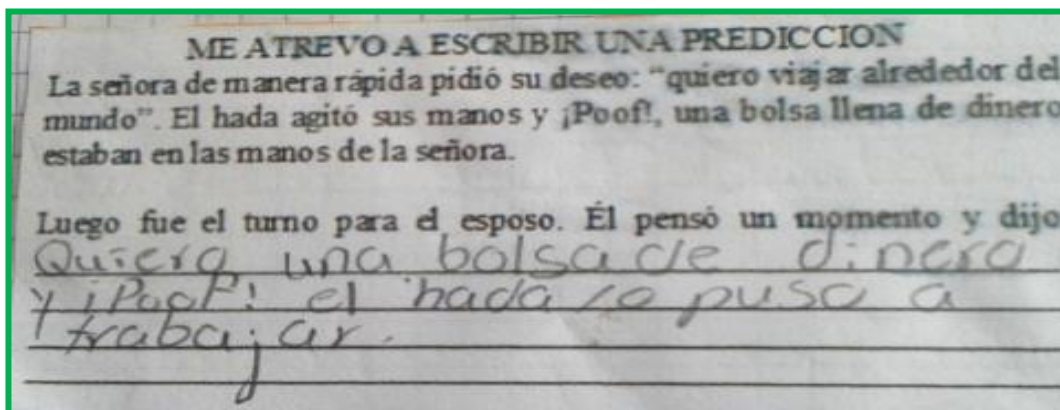 ME ATREVO A ESCRIBIR UNA PREDICCION
La señora de manera rápida pidió su deseo: “quiero viajar alrededor del
mundo”. El hada agitó sus manos y ¡Poof!, una bolsa llena de dinero
estaban en las manos de la señora.
Luego fue el turno para el esposo. Él pensó un momento y dijo
Quiero una bolsa de dinero
y ¡Poof! el hada lo puso a
trabajar.